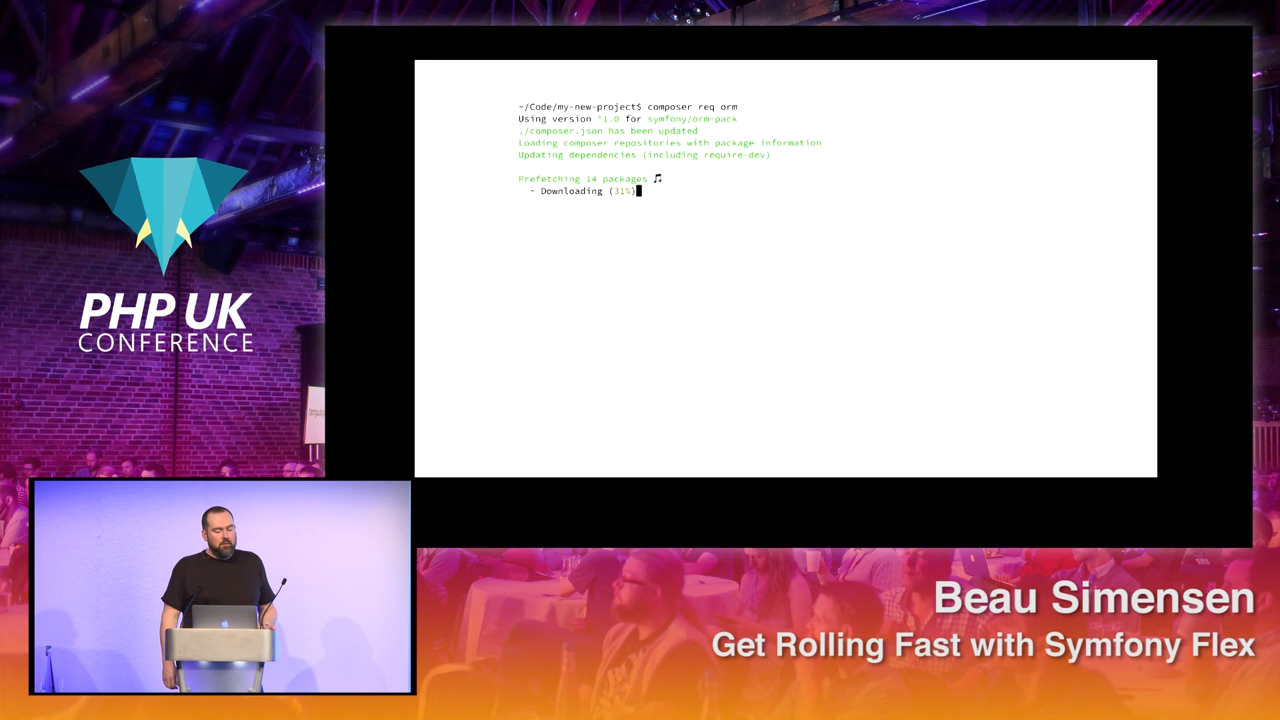 ~/Code/my-new-project$ composer req orm
Using version ^1.0 for symfony/orm-pack
./composer.json has been updated
Loading composer repositories with package information
Updating dependencies (including require-dev)
Prefetching 14 packages 🎵
- Downloading (31%)
PHP UK
CONFERENCE
Beau Simensen
Get Rolling Fast with Symfony Flex